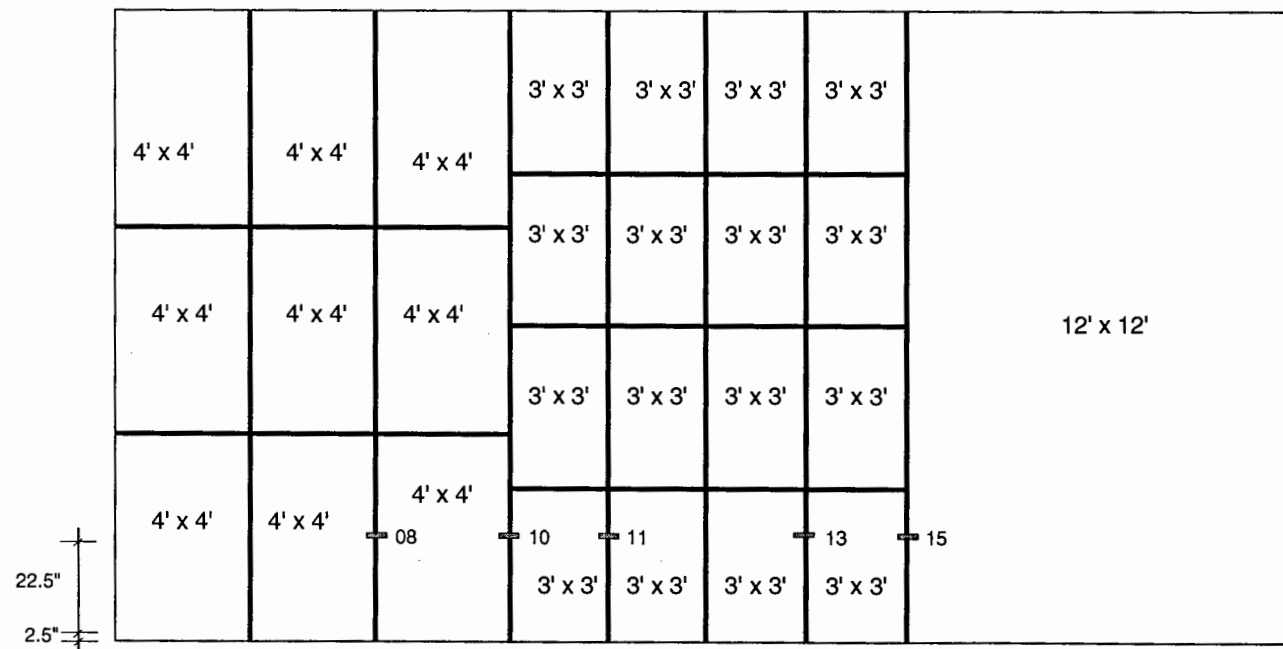 3' x 3' 3' x 3' 3' x 3' 3' x 3'
4' x 4' 4' x 4' 4' x 4'
3' x 3' 3' x 3' 3' x 3' 3' x 3'
4' x 4' 4' x 4' 4' x 4'
12' x 12'
3' x 3' 3' x 3' 3' x 3' 3' x 3'
4' x 4' 4' x 4' 4' x 4'
08 10 11 13 15
22.5"
3' x 3' 3' x 3' 3' x 3' 3' x 3'
2.5"